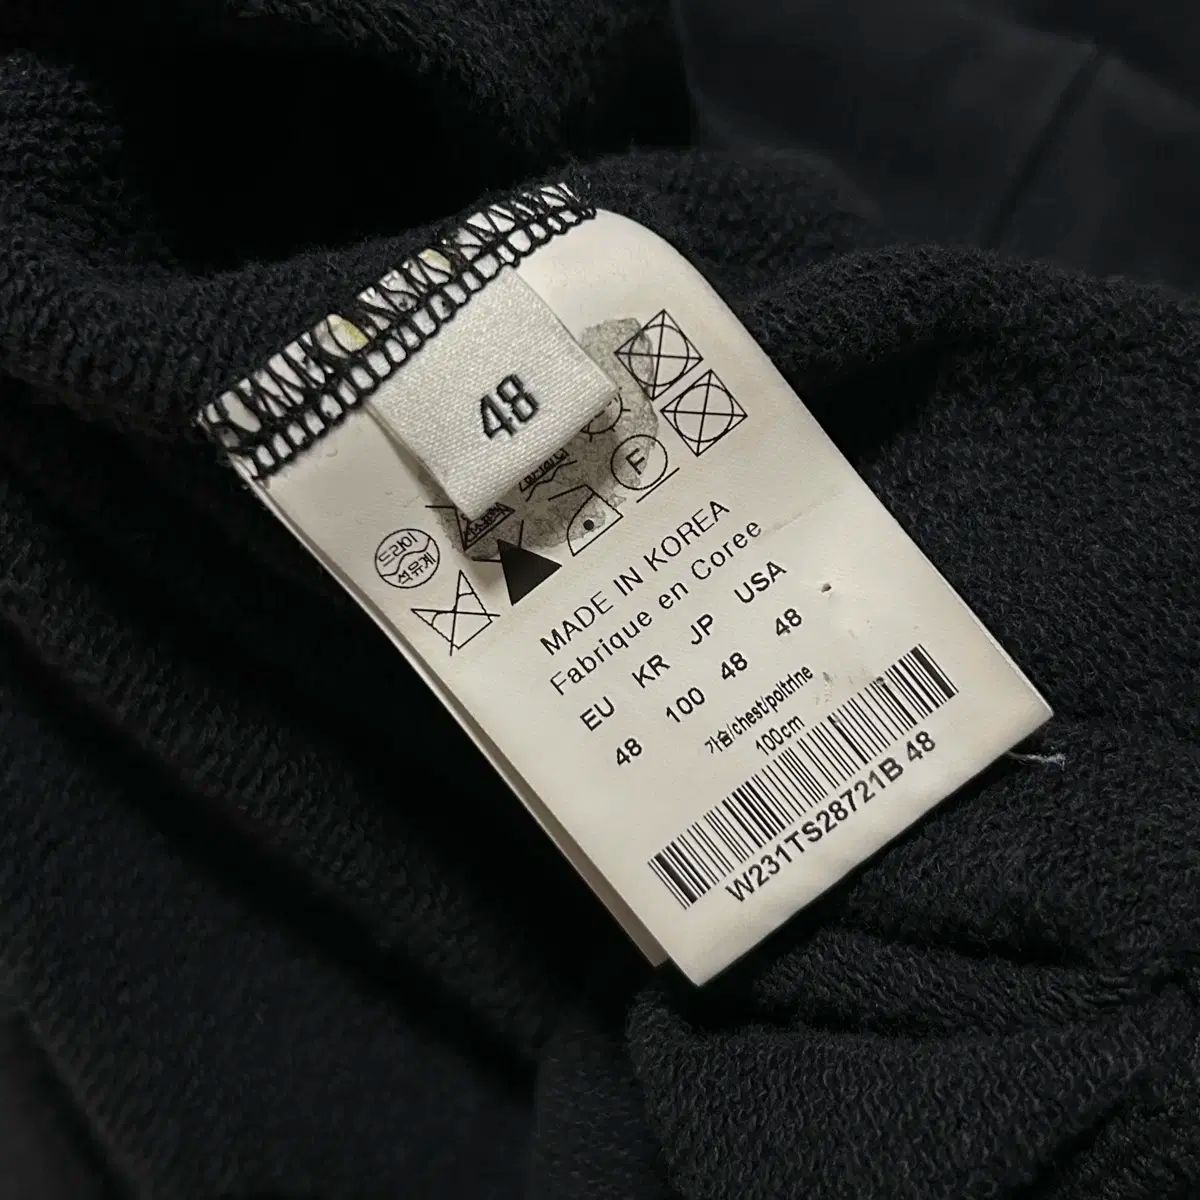 48
드라이
석유계
F
MADE IN KOREA
Fabrique en Corée
EU KR JP USA
48 100 48 48
가슴/chest/poitrine
100cm
W231TS28721B 48